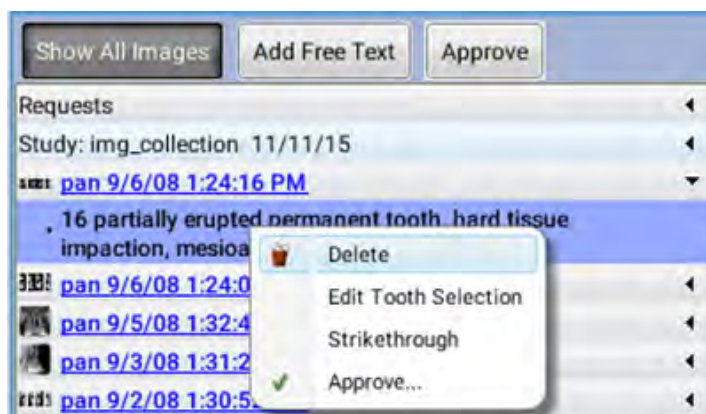 Show All Images Add Free Text Approve
Requests
Study: img_collection 11/11/15
pan 9/6/08 1:24:16 PM
. 16 partially erupted permanent tooth, hard tissue
impaction, mesioa
Delete
pan 9/6/08 1:24:0
Edit Tooth Selection
pan 9/5/08 1:32:4
Strikethrough
pan 9/3/08 1:31:2
Approve...
pan 9/2/08 1:30:5